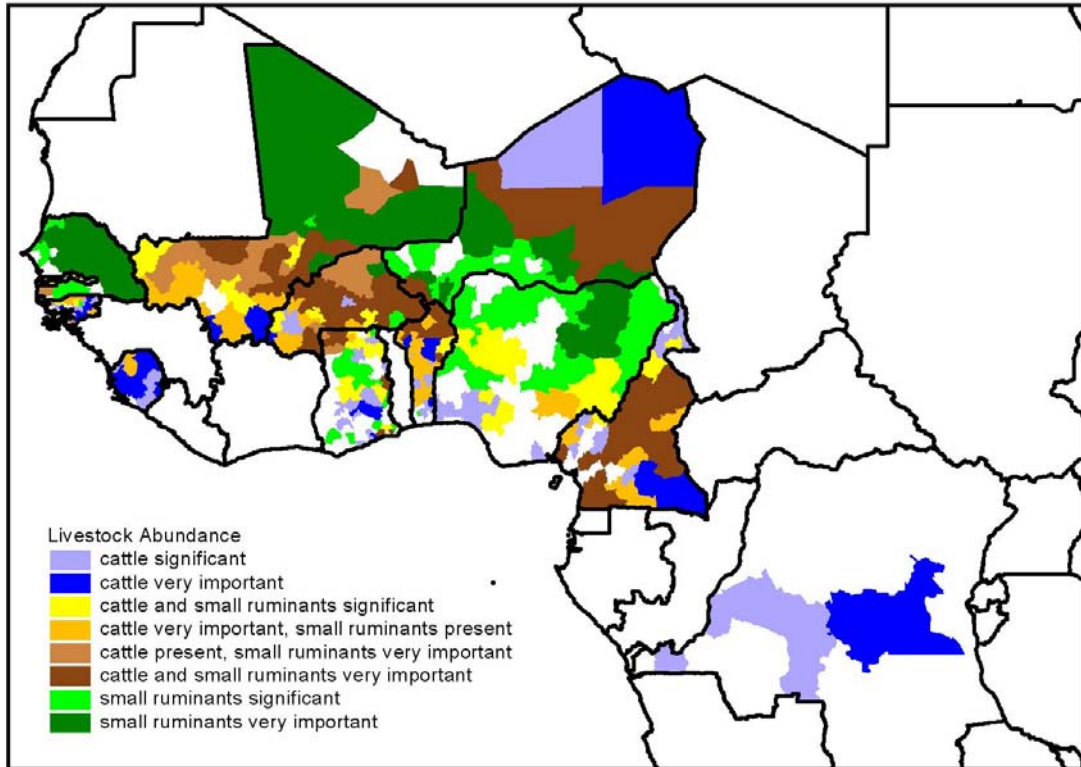 Livestock Abundance
cattle significant
cattle very important
cattle and small ruminants significant
cattle very important, small ruminants present
cattle present, small ruminants very important
cattle and small ruminants very important
small ruminants significant
small ruminants very important